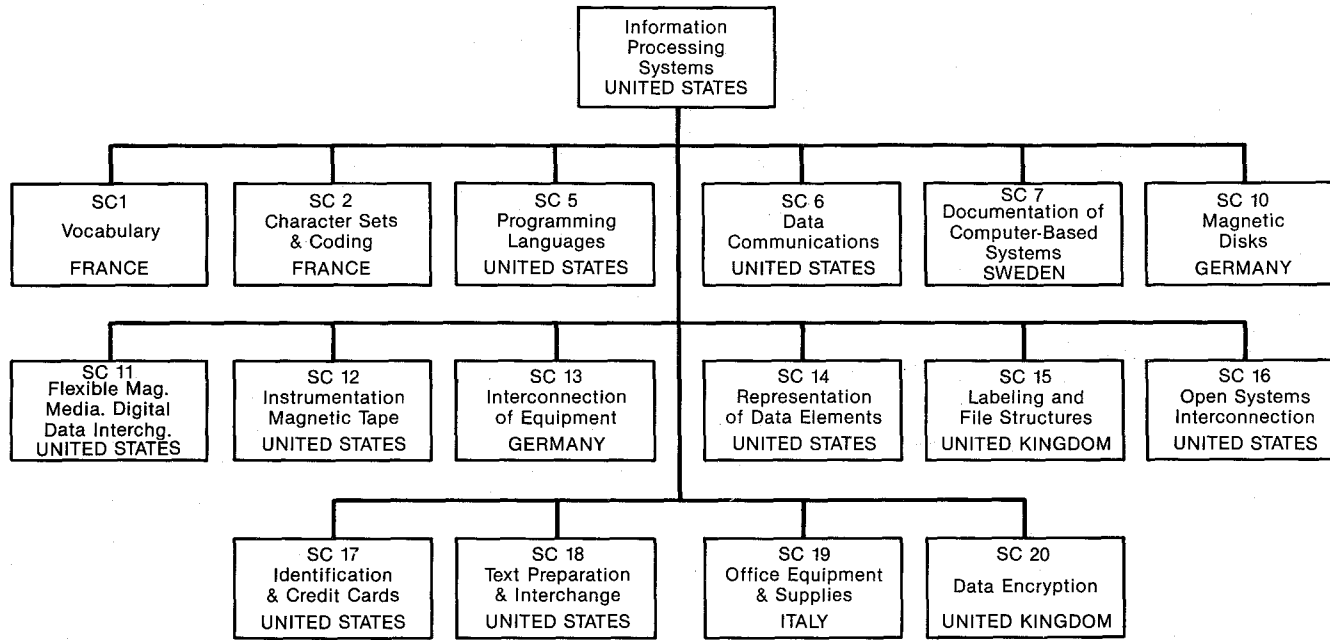 Information
Processing
Systems
UNITED STATES
SC1
Vocabulary
FRANCE
SC 2
Character Sets
& Coding
FRANCE
SC 5
Programming
Languages
UNITED STATES
SC 6
Data
Communications
UNITED STATES
SC 7
Documentation of
Computer-Based
Systems
SWEDEN
SC 10
Magnetic
Disks
GERMANY
SC 11
Flexible Mag.
Media. Digital
Data Interchg.
UNITED STATES
SC 12
Instrumentation
Magnetic Tape
UNITED STATES
SC 13
Interconnection
of Equipment
GERMANY
SC 14
Representation
of Data Elements
UNITED STATES
SC 15
Labeling and
File Structures
UNITED KINGDOM
SC 16
Open Systems
Interconnection
UNITED STATES
SC 17
Identification
& Credit Cards
UNITED STATES
SC 18
Text Preparation
& Interchange
UNITED STATES
SC 19
Office Equipment
& Supplies
ITALY
SC 20
Data Encryption
UNITED KINGDOM